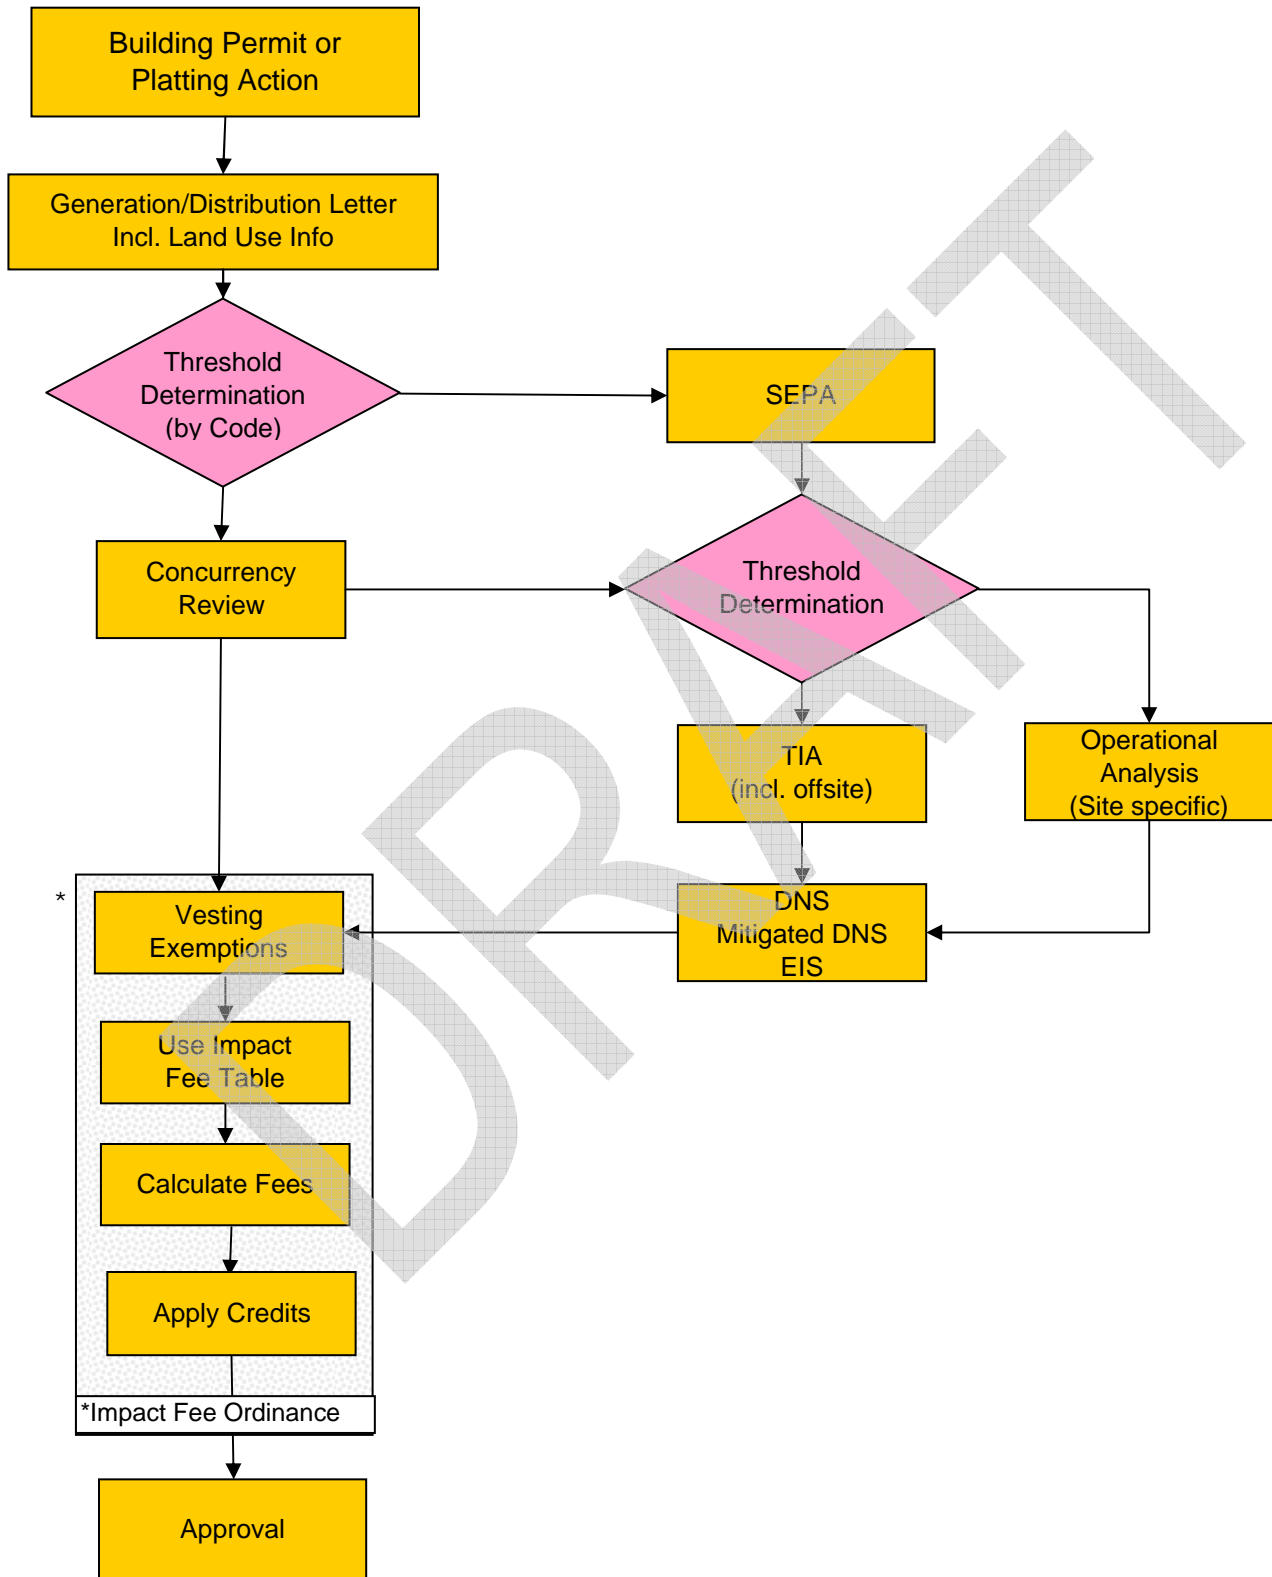 Building Permit or
Platting Action
Generation/Distribution Letter
Incl. Land Use Info
Threshold
Determination
(by Code)
SEPA
Concurrency
Review
Threshold
Determination
TIA
(incl. offsite)
Operational
Analysis
(Site specific)
*
Vesting
Exemptions
DNS
Mitigated DNS
EIS
Use Impact
Fee Table
Calculate Fees
Apply Credits
*Impact Fee Ordinance
Approval
DRAFT